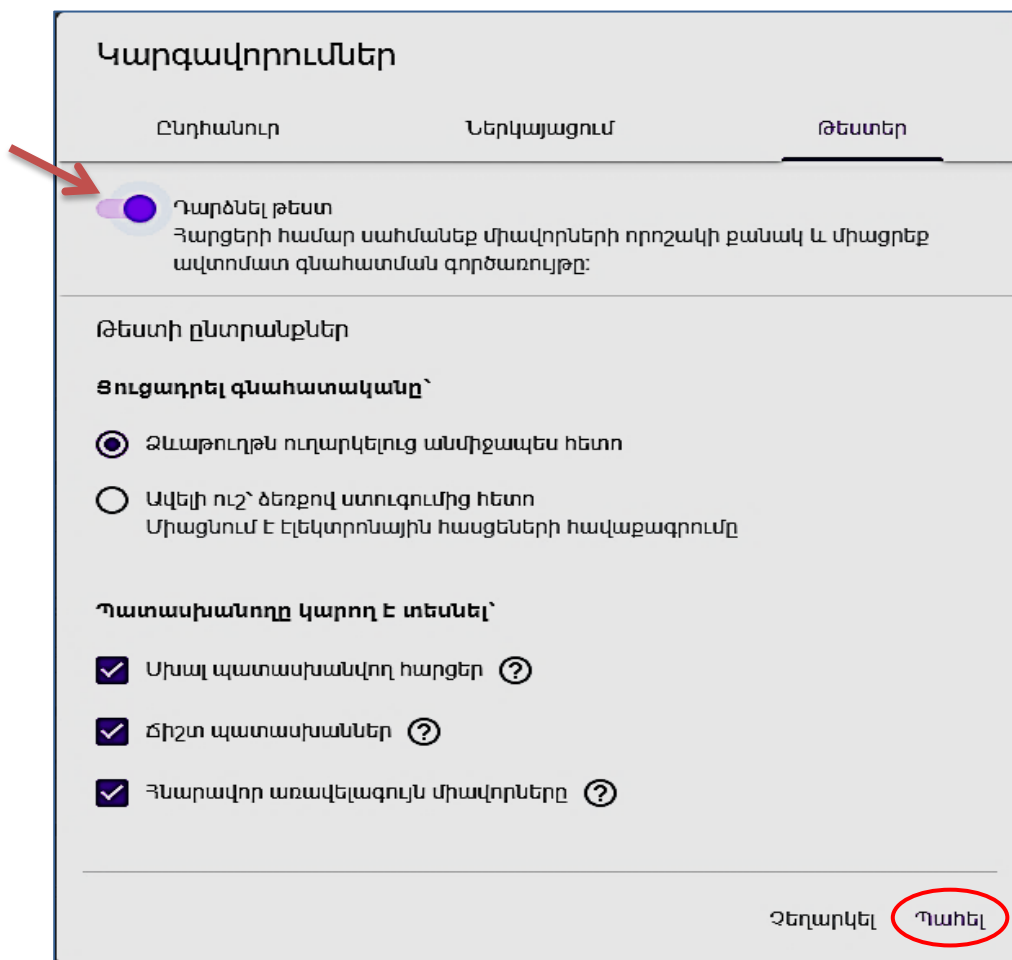 Կարգավորումներ
Ընդհանուր Ներկայացում Թեստեր
Դարձնել թեստ
Հարցերի համար սահմանեք միավորների որոշակի քանակ և միացրեք
ավտոմատ գնահատման գործառույթը:
Թեստի ընտրանքներ
Ցուցադրել գնահատականը՝
Ձևաթուղթն ուղարկելուց անմիջապես հետո
Ավելի ուշ՝ ձեռքով ստուգումից հետո
Միացնում է էլեկտրոնային հասցեների հավաքագրումը
Պատասխանողը կարող է տեսնել՝
Սխալ պատասխանվող հարցեր ?
Ճիշտ պատասխաններ ?
Հնարավոր առավելագույն միավորները ?
Չեղարկել Պահել